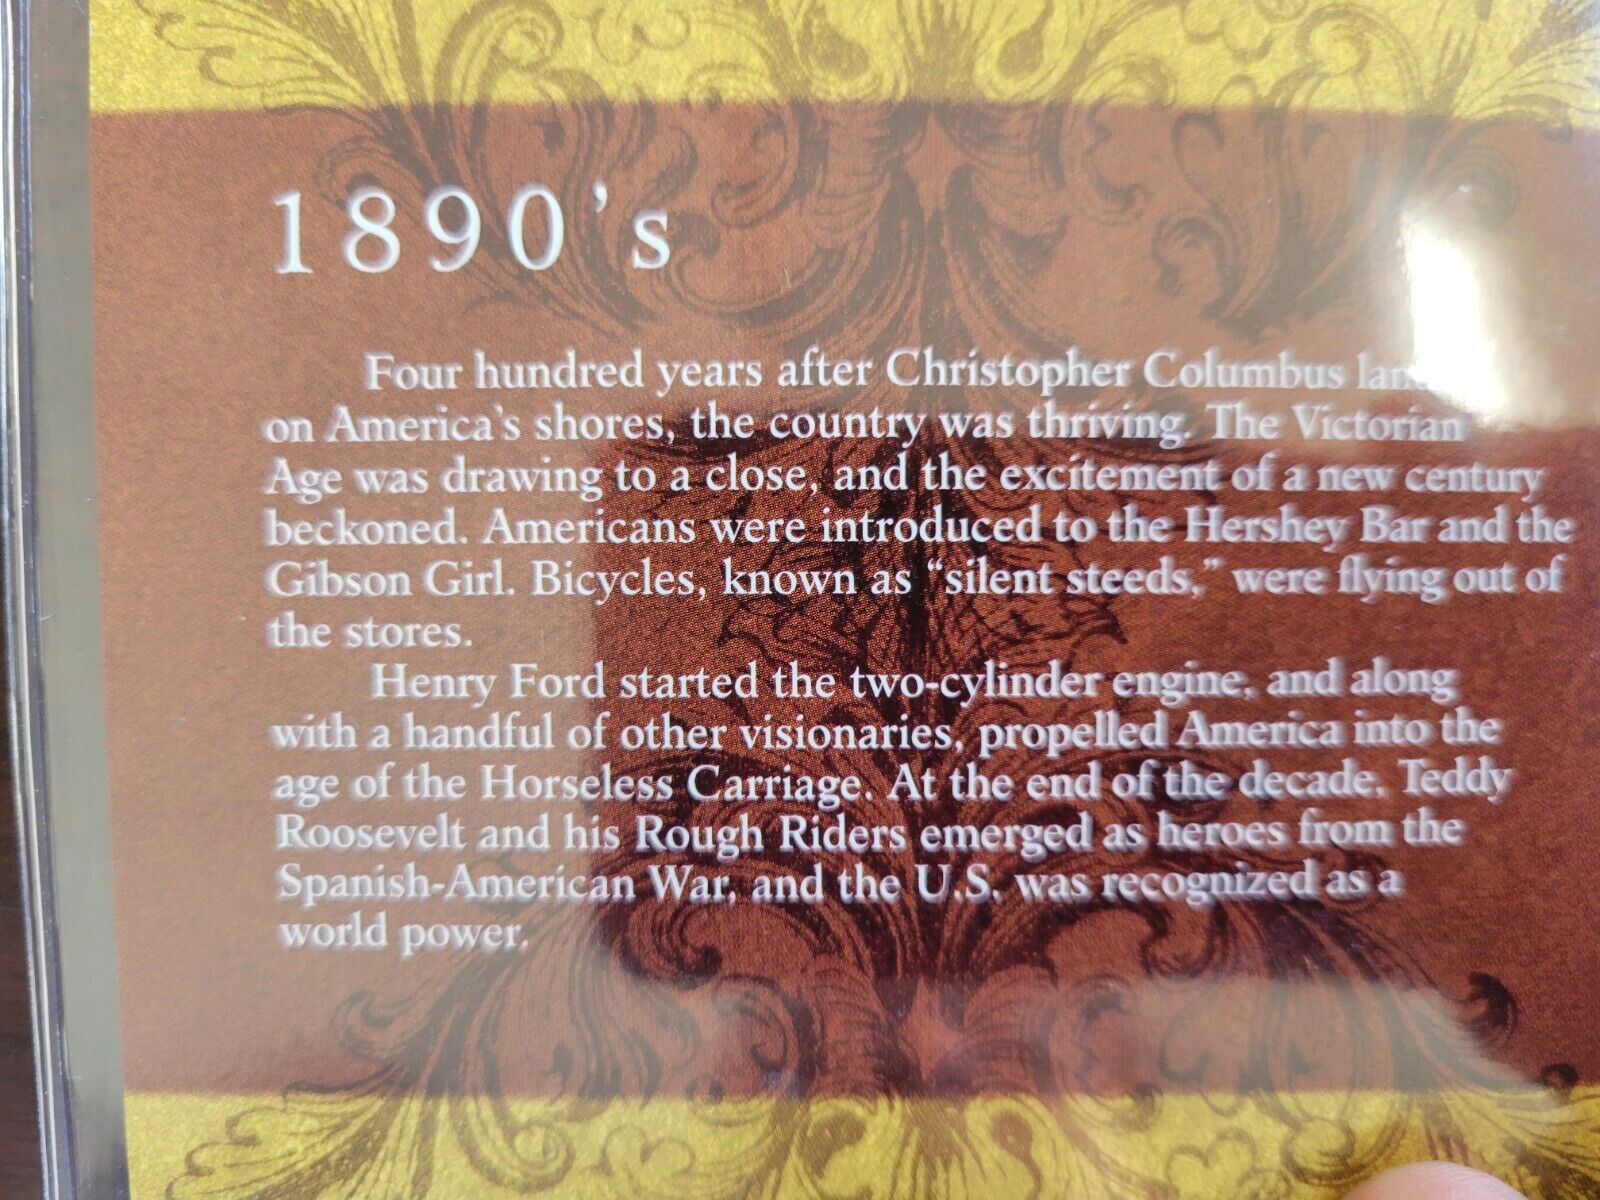 1890's
Four hundred years after Christopher Columbus
on America's shores, the country was thriving. The Victorian
Age was drawing to a close, and the excitement of a new century
beckoned. Americans were introduced to the Hershey Bar and the
Gibson Girl. Bicycles, known as “silent steeds,” were flying out of
the stores.
Henry Ford started the two-cylinder engine, and along
with a handful of other visionaries, propelled America into the
age of the Horseless Carriage. At the end of the decade, Teddy
Roosevelt and his Rough Riders emerged as heroes from the
Spanish-American War, and the U.S. was recognized as a
world power.